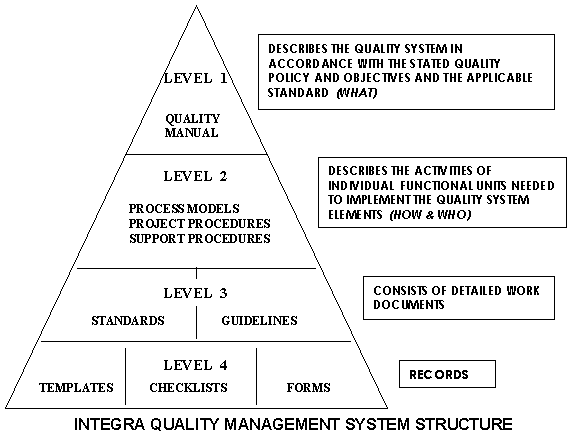 LEVEL 1
QUALITY
MANUAL
DESCRIBES THE QUALITY SYSTEM IN
ACCORDANCE WITH THE STATED QUALITY
POLICY AND OBJECTIVES AND THE APPLICABLE
STANDARD (WHAT)
LEVEL 2
PROCESS MODELS
PROJECT PROCEDURES
SUPPORT PROCEDURES
DESCRIBES THE ACTIVITIES OF
INDIVIDUAL FUNCTIONAL UNITS NEEDED
TO IMPLEMENT THE QUALITY SYSTEM
ELEMENTS (HOW & WHO)
LEVEL 3
STANDARDS
GUIDELINES
CONSISTS OF DETAILED WORK
DOCUMENTS
LEVEL 4
TEMPLATES
CHECKLISTS
FORMS
RECORDS
INTEGRA QUALITY MANAGEMENT SYSTEM STRUCTURE